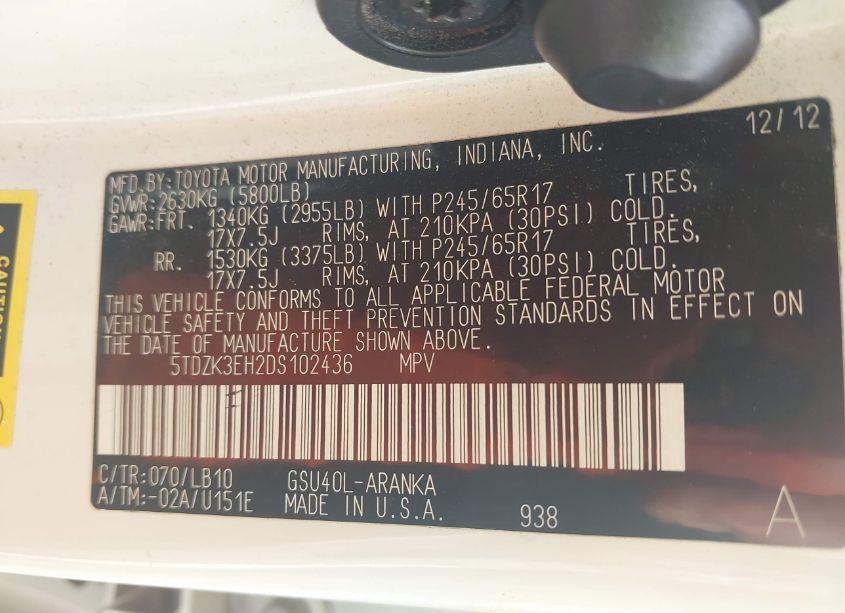 12/12
MFD.BY:TOYOTA MOTOR MANUFACTURING, INDIANA, INC.
GVWR:2630KG (5800LB)
GAWR:FRT. 1340KG (2955LB) WITH P245/65R17 TIRES,
17X7.5J RIMS, AT 210KPA (30PSI) COLD.
RR. 1530KG (3375LB) WITH P245/65R17 TIRES,
17X7.5J RIMS, AT 210KPA (30PSI) COLD.
THIS VEHICLE CONFORMS TO ALL APPLICABLE FEDERAL MOTOR
VEHICLE SAFETY AND THEFT PREVENTION STANDARDS IN EFFECT ON
THE DATE OF MANUFACTURE SHOWN ABOVE.
5TDZK3EH2DS102436 MPV
C/TR:070/LB10 GSU40L-ARANKA
A/TM:-02A/U151E MADE IN U.S.A. 938 A
CAUTION